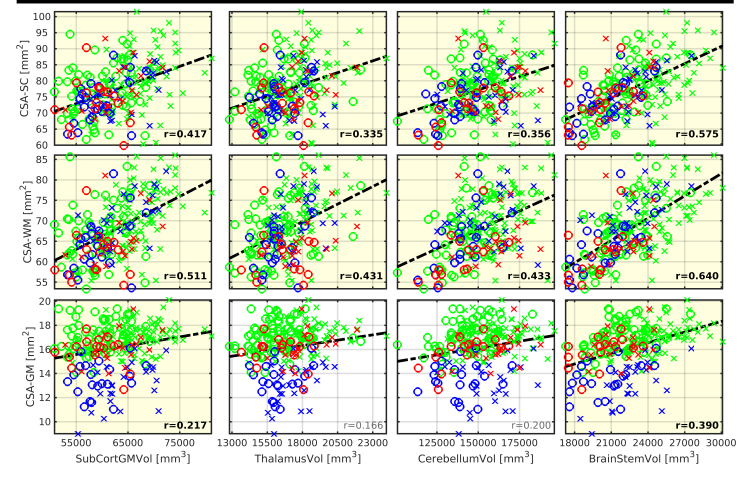 100
95
90
85
80
75
70
65
60
CSA-SC [mm2]
r=0.417
r=0.335
r=0.356
r=0.575
85
80
75
70
65
60
55
CSA-WM [mm2]
r=0.511
r=0.431
r=0.433
r=0.640
20
18
16
14
12
10
CSA-GM [mm2]
r=0.217
r=0.166
r=0.200
r=0.390
55000 65000 75000
13000 15500 18000 20500 23000
125000 150000 175000
18000 21000 24000 27000 30000
SubCortGMVol [mm3]
ThalamusVol [mm3]
CerebellumVol [mm3]
BrainStemVol [mm3]